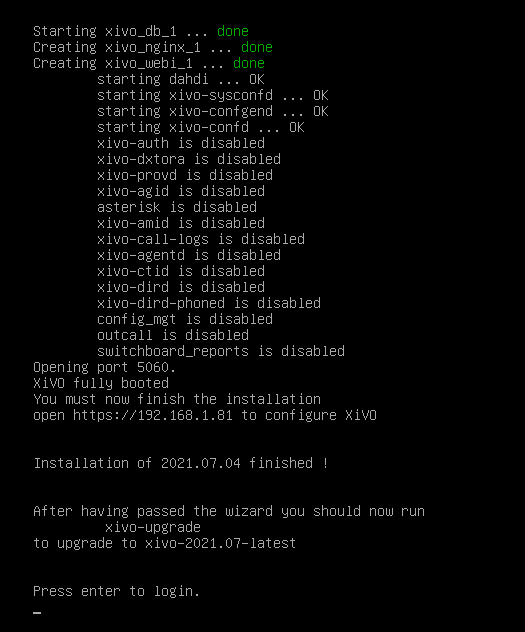 Starting xivo_db_1 ... done
Creating xivo_nginx_1 ... done
Creating xivo_webi_1 ... done
starting dahdi ... OK
starting xivo-sysconfd ... OK
starting xivo-confgend ... OK
starting xivo-confd ... OK
xivo-auth is disabled
xivo-dxtora is disabled
xivo-provd is disabled
xivo-agid is disabled
asterisk is disabled
xivo-amid is disabled
xivo-call-logs is disabled
xivo-agentd is disabled
xivo-ctid is disabled
xivo-dird is disabled
xivo-dird-phoned is disabled
config_mgt is disabled
outcall is disabled
switchboard_reports is disabled
Opening port 5060.
XiVO fully booted
You must now finish the installation
open https://192.168.1.81 to configure XiVO
Installation of 2021.07.04 finished !
After having passed the wizard you should now run
xivo-upgrade
to upgrade to xivo-2021.07-latest
Press enter to login.